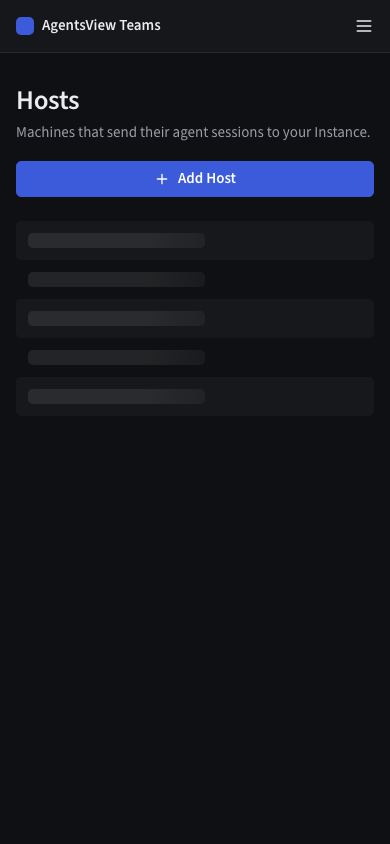 AgentsView Teams
Hosts
Machines that send their agent sessions to your Instance.
Add Host